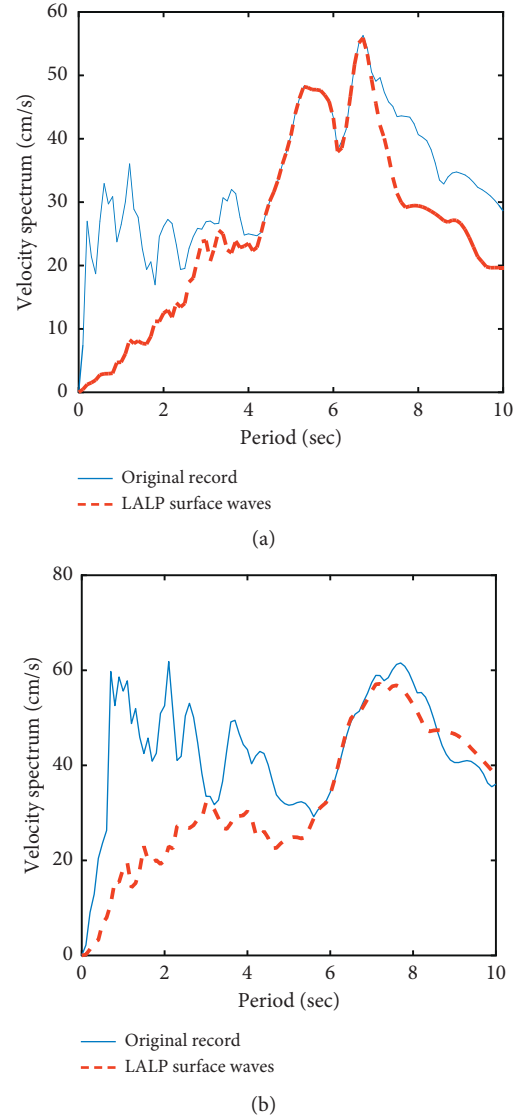 60
50
40
30
20
10
0
Velocity spectrum (cm/s)
0 2 4 6 8 10
Period (sec)
Original record
LALP surface waves
(a)
80
60
40
20
0
Velocity spectrum (cm/s)
0 2 4 6 8 10
Period (sec)
Original record
LALP surface waves
(b)